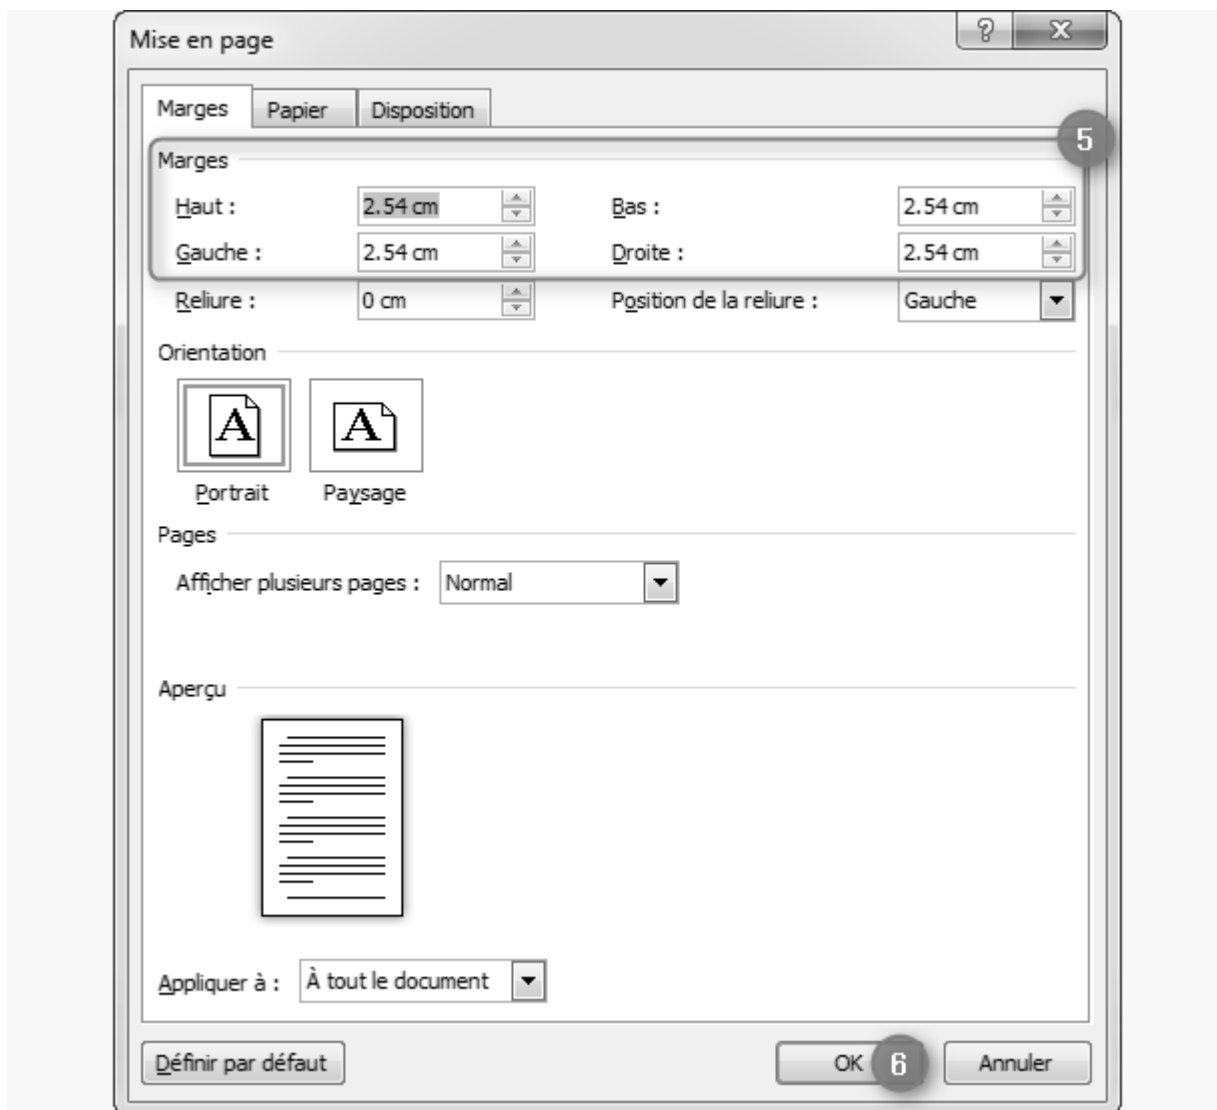 Mise en page
Marges Papier Disposition
5
Marges
Haut : 2.54 cm Bas : 2.54 cm
Gauche : 2.54 cm Droite : 2.54 cm
Reliure : 0 cm Position de la reliure : Gauche
Orientation
A A
Portrait Paysage
Pages
Afficher plusieurs pages : Normal
Aperçu
Appliquer à : À tout le document
Définir par défaut OK 6 Annuler